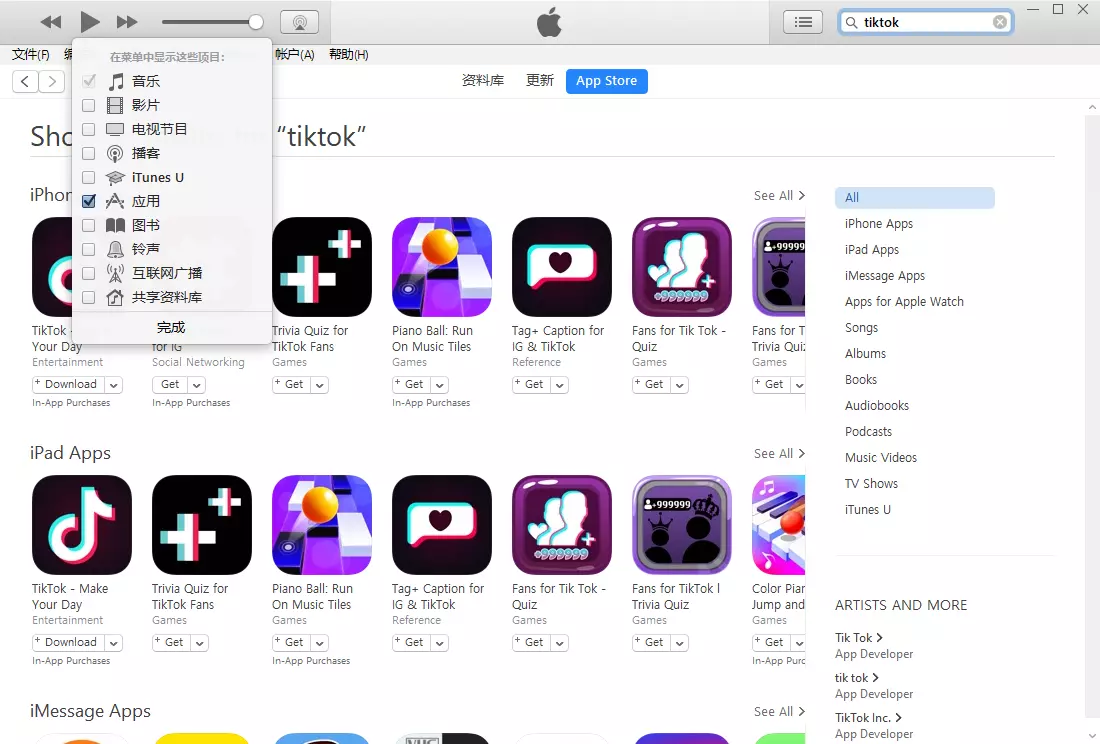 tiktok
文件(F) 编
帐户(A) 帮助(H)
在菜单中显示这些项目:
音乐
影片
电视节目
播客
iTunes U
应用
图书
铃声
互联网广播
共享资料库
完成
资料库 更新 App Store
Sho
"tiktok"
iPhon
See All >
TikTok -
Your Day
Entertainment
+ Download
In-App Purchases
for IG
Social Networking
Get
In-App Purchases
Trivia Quiz for
TikTok Fans
Games
+ Get
Piano Ball: Run
On Music Tiles
Games
+ Get
In-App Purchases
Tag+ Caption for
IG & TikTok
Reference
+ Get
+999999
Fans for Tik Tok -
Quiz
Games
+ Get
+99999
Fans for T
Trivia Quiz
Games
+ Get
iPad Apps
See All >
TikTok - Make
Your Day
Entertainment
+ Download
In-App Purchases
Trivia Quiz for
TikTok Fans
Games
+ Get
Piano Ball: Run
On Music Tiles
Games
+ Get
In-App Purchases
Tag+ Caption for
IG & TikTok
Reference
+ Get
+999999
Fans for Tik Tok -
Quiz
Games
+ Get
+999999
Fans for TikTok l
Trivia Quiz
Games
+ Get
Color Pian
Jump and
Games
+ Get
In-App Purc
iMessage Apps
See All >
All
iPhone Apps
iPad Apps
iMessage Apps
Apps for Apple Watch
Songs
Albums
Books
Audiobooks
Podcasts
Music Videos
TV Shows
iTunes U
ARTISTS AND MORE
Tik Tok >
App Developer
tik tok >
App Developer
TikTok Inc. >
App Developer